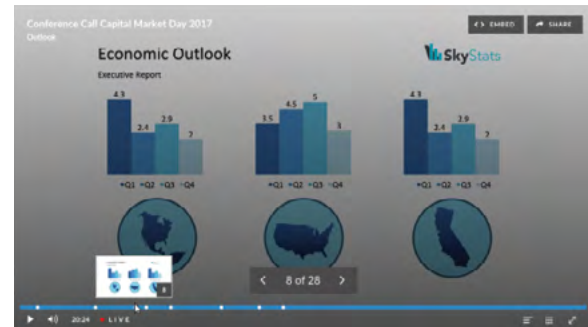 Conference Call Capital Market Day 2017
Outlook
EMBED
SHARE
Economic Outlook
Executive Report
SkyStats
4.3
2.4
2.9
2
Q1 Q2 Q3 Q4
3.5
4.5
5
3
Q1 Q2 Q3 Q4
4.3
2.4
2.9
2
Q1 Q2 Q3 Q4
8 of 28
20:24
LIVE